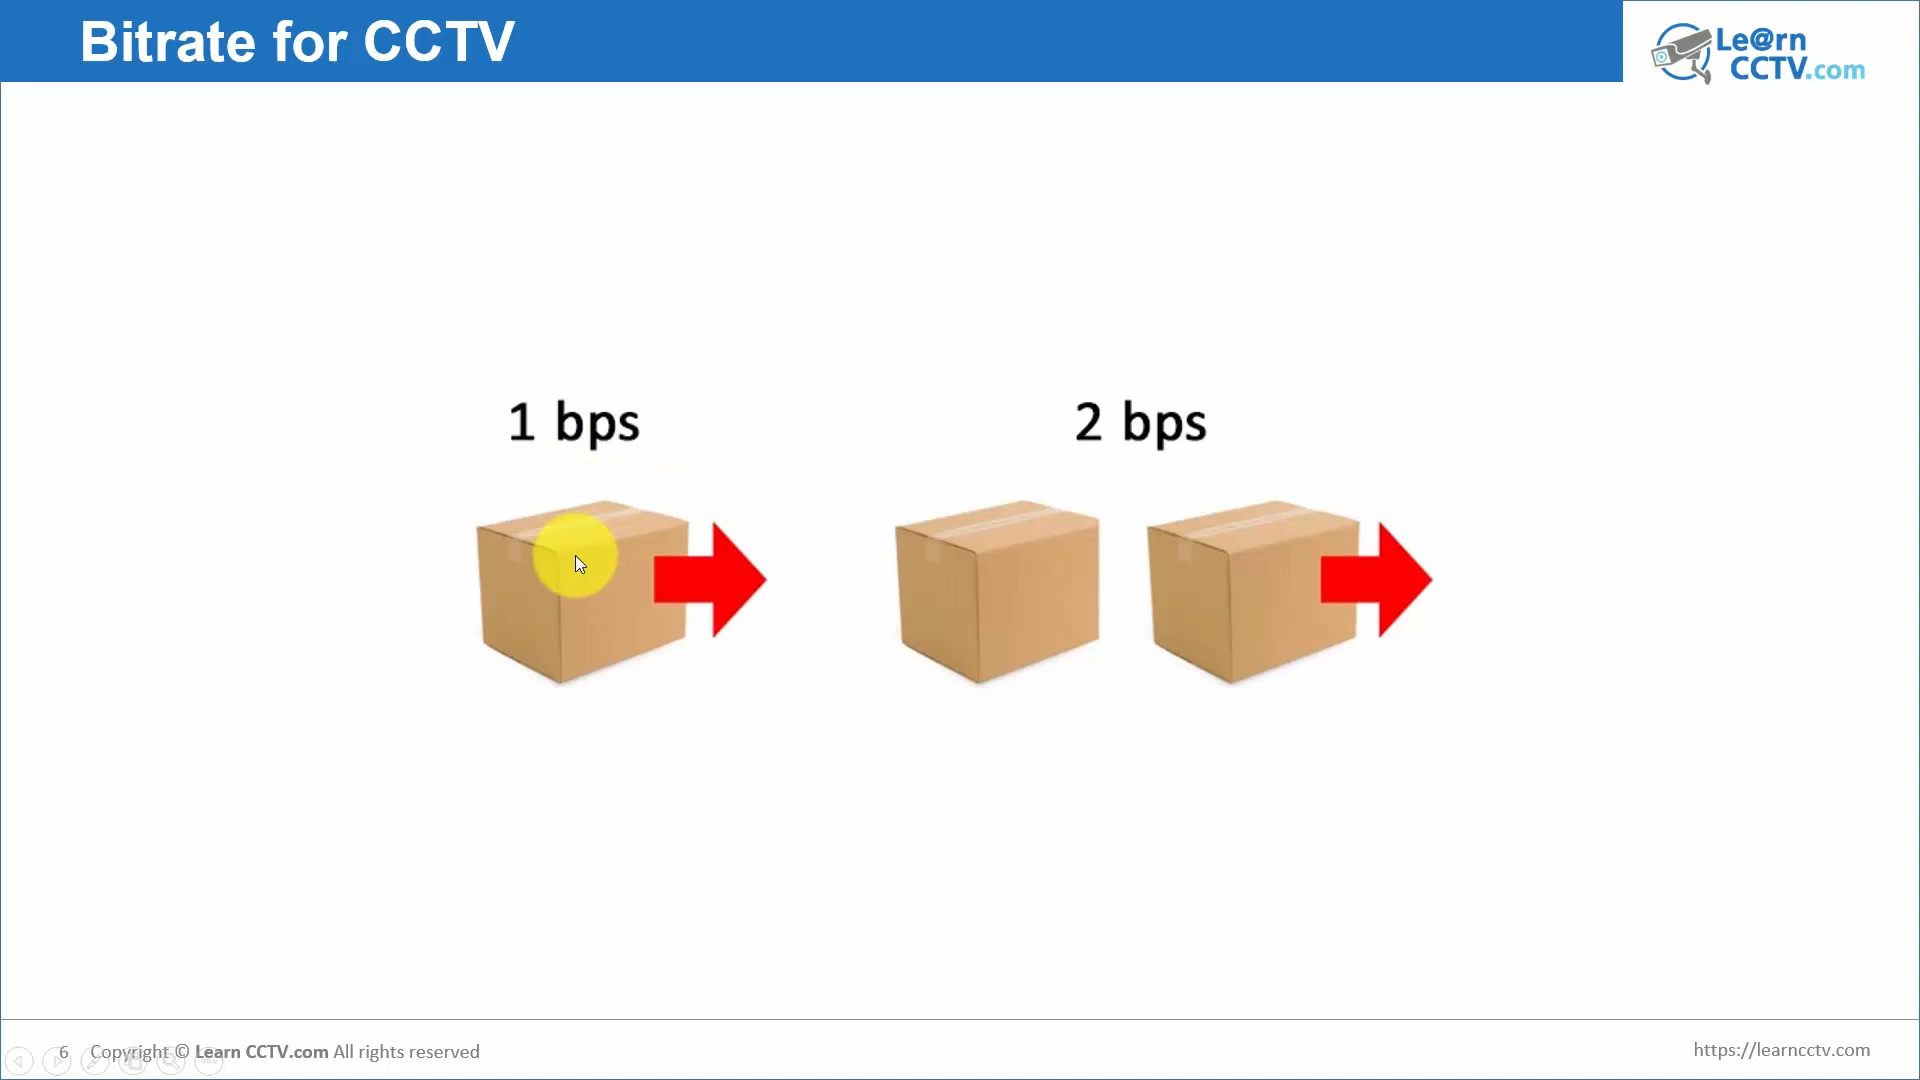 Bitrate for CCTV
Le@rn
CCTV.com
1 bps
2 bps
6
Copyright © Learn CCTV.com All rights reserved
https://learncctv.com